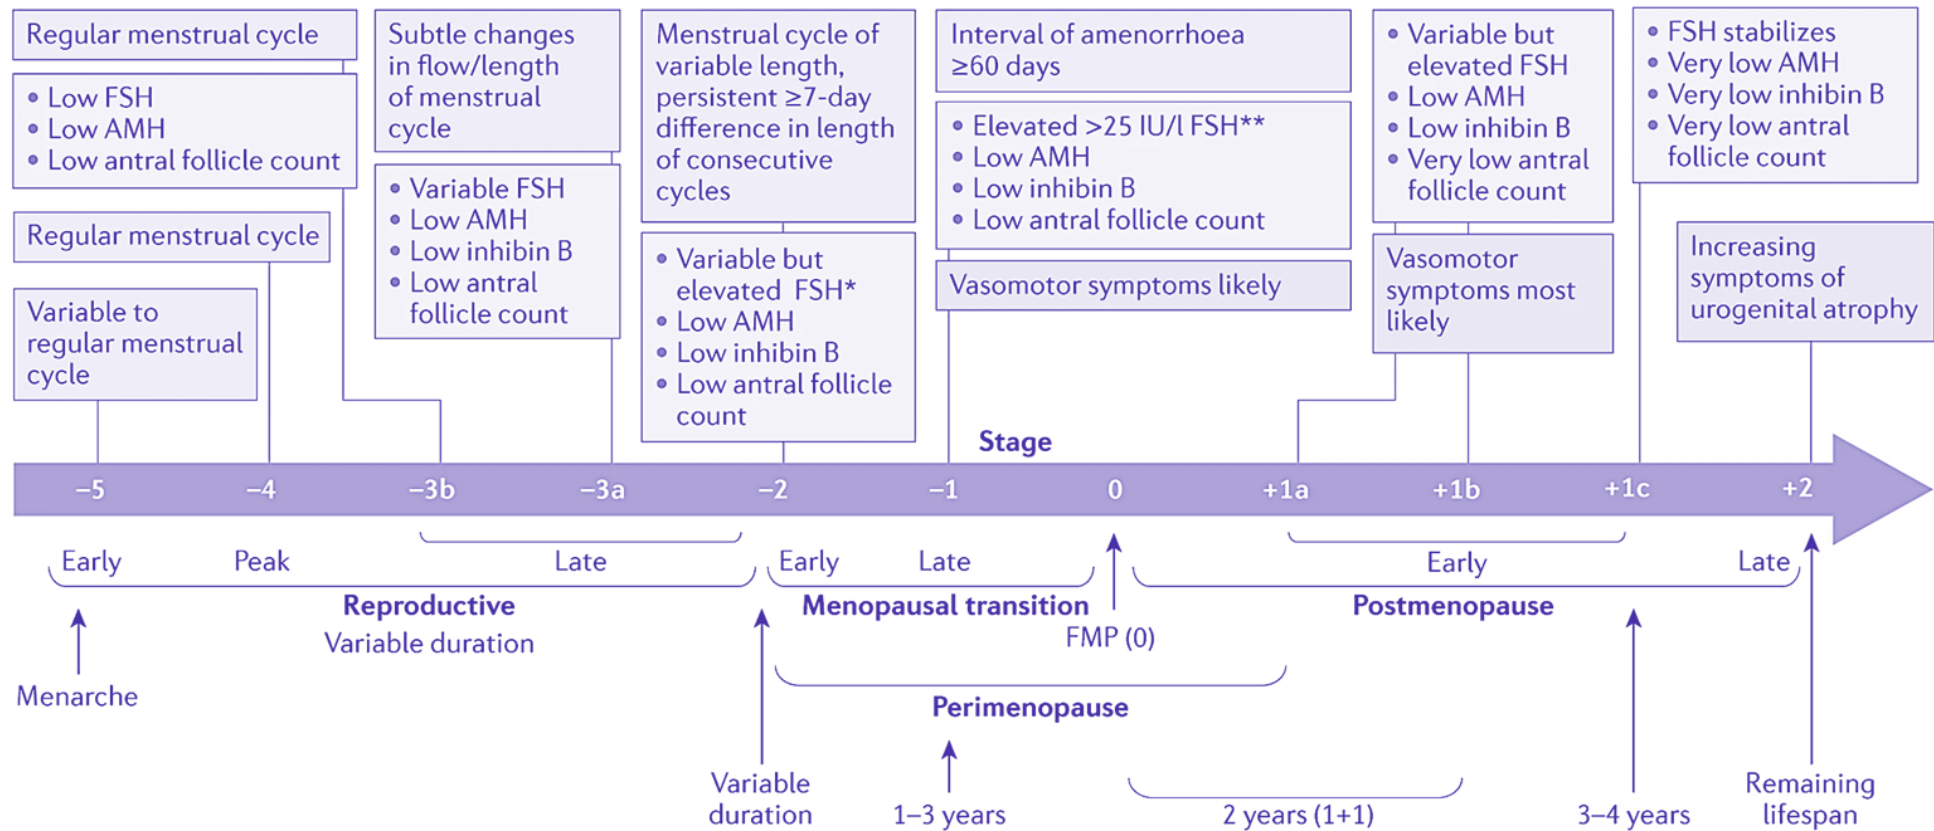 Regular menstrual cycle
• Low FSH
• Low AMH
• Low antral follicle count
Regular menstrual cycle
Variable to
regular menstrual
cycle
Subtle changes
in flow/length
of menstrual
cycle
• Variable FSH
• Low AMH
• Low inhibin B
• Low antral
follicle count
Menstrual cycle of
variable length,
persistent ≥7-day
difference in length
of consecutive
cycles
• Variable but
elevated FSH*
• Low AMH
• Low inhibin B
• Low antral follicle
count
Interval of amenorrhoea
≥60 days
• Elevated >25 IU/l FSH**
• Low AMH
• Low inhibin B
• Low antral follicle count
Vasomotor symptoms likely
• Variable but
elevated FSH
• Low AMH
• Low inhibin B
• Very low antral
follicle count
Vasomotor
symptoms most
likely
• FSH stabilizes
• Very low AMH
• Very low inhibin B
• Very low antral
follicle count
Increasing
symptoms of
urogenital atrophy
Stage
–5 –4 –3b –3a –2 –1 0 +1a +1b +1c +2
Early Peak Late Early Late Early Late
Reproductive Menopausal transition Postmenopause
Variable duration FMP (0)
Menarche
Perimenopause
Variable
duration
1–3 years
2 years (1+1)
3–4 years
Remaining
lifespan